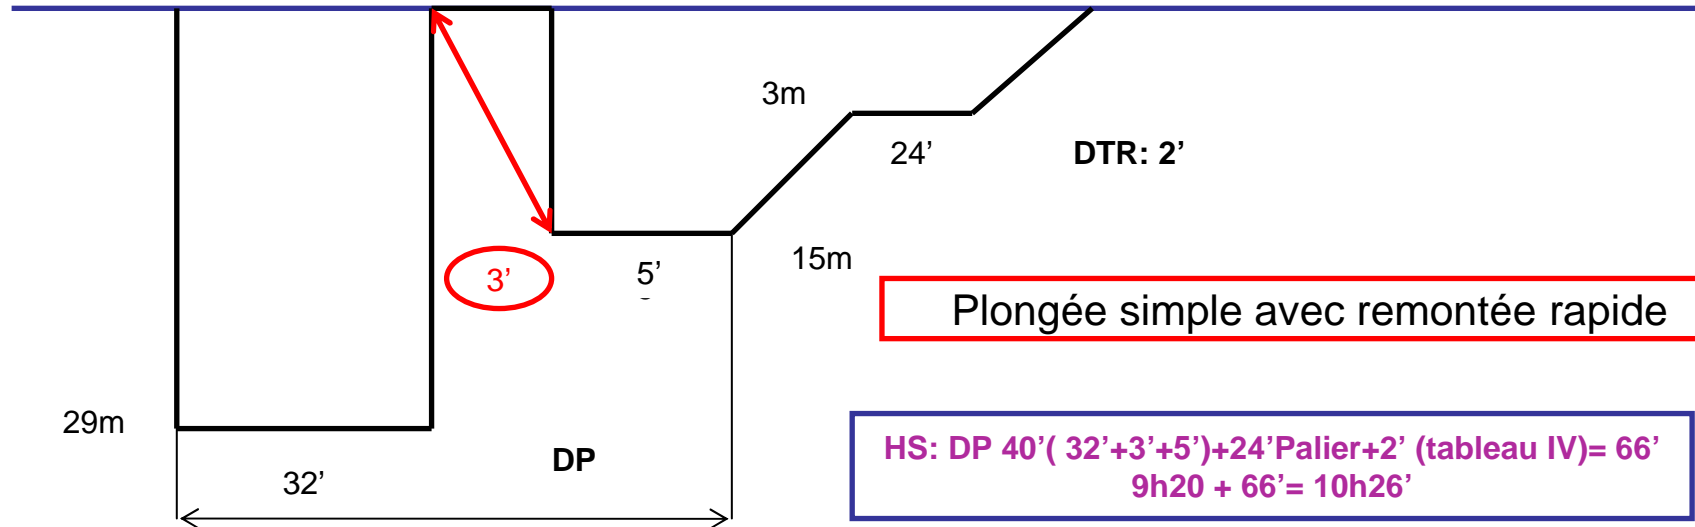 3m
24’
DTR: 2’
3’
5’
15m
Plongée simple avec remontée rapide
29m
32’
DP
HS: DP 40’( 32’+3’+5’)+24’Palier+2’ (tableau IV)= 66’
9h20 + 66’= 10h26’